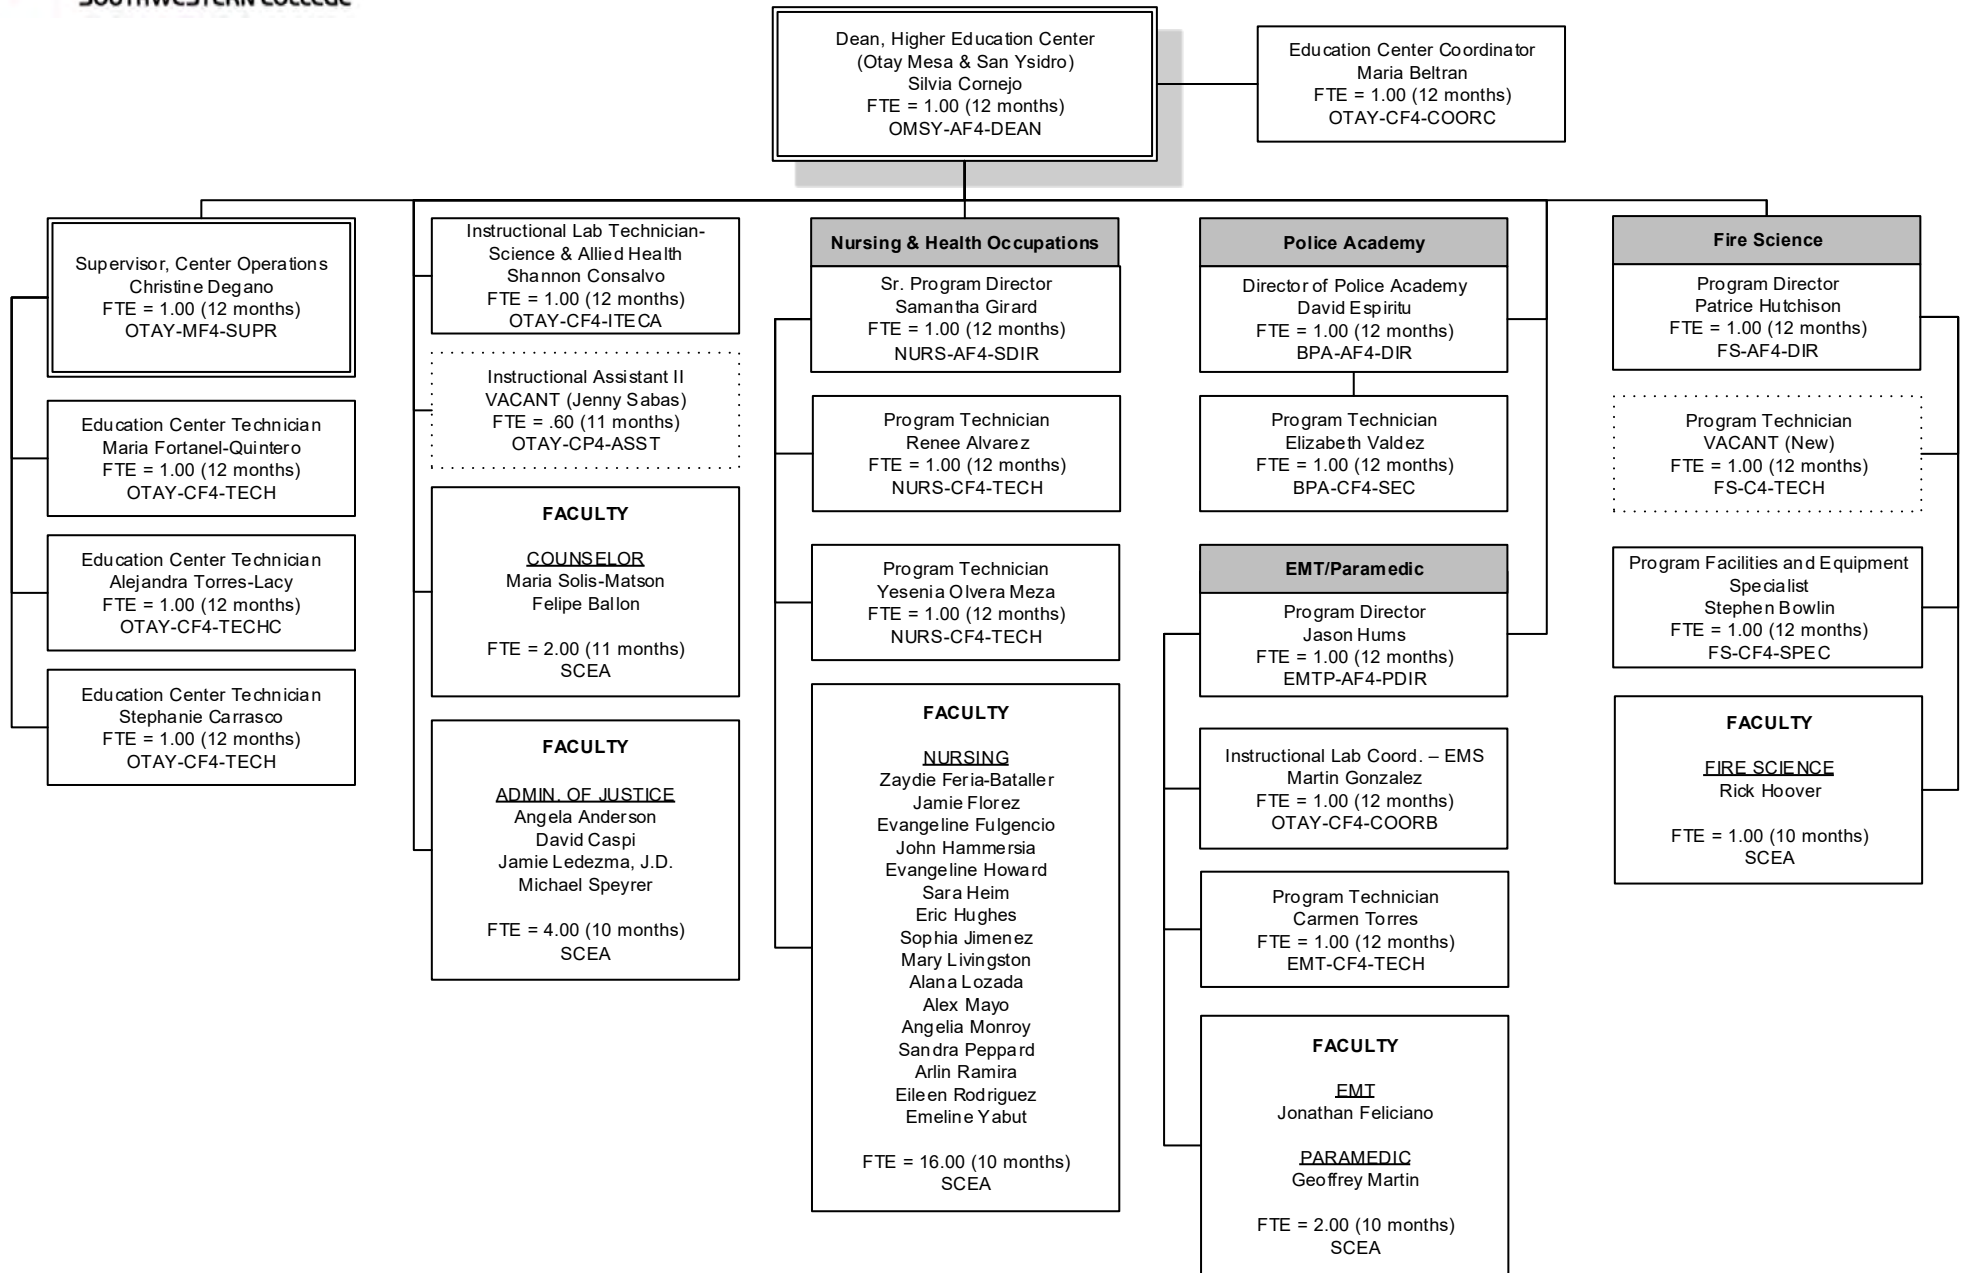 SOUTHWESTERN COLLEGE
Dean, Higher Education Center
(Otay Mesa & San Ysidro)
Silvia Cornejo
FTE = 1.00 (12 months)
OMSY-AF4-DEAN
Education Center Coordinator
Maria Beltran
FTE = 1.00 (12 months)
OTAY-CF4-COORC
Supervisor, Center Operations
Christine Degano
FTE = 1.00 (12 months)
OTAY-MF4-SUPR
Education Center Technician
Maria Fortanel-Quintero
FTE = 1.00 (12 months)
OTAY-CF4-TECH
Education Center Technician
Alejandra Torres-Lacy
FTE = 1.00 (12 months)
OTAY-CF4-TECHC
Education Center Technician
Stephanie Carrasco
FTE = 1.00 (12 months)
OTAY-CF4-TECH
Instructional Lab Technician-
Science & Allied Health
Shannon Consalvo
FTE = 1.00 (12 months)
OTAY-CF4-ITECA
Instructional Assistant II
VACANT (Jenny Sabas)
FTE = .60 (11 months)
OTAY-CP4-ASST
FACULTY
COUNSELOR
Maria Solis-Matson
Felipe Ballon
FTE = 2.00 (11 months)
SCEA
FACULTY
ADMIN. OF JUSTICE
Angela Anderson
David Caspi
Jamie Ledezma, J.D.
Michael Speyrer
FTE = 4.00 (10 months)
SCEA
Nursing & Health Occupations
Sr. Program Director
Samantha Girard
FTE = 1.00 (12 months)
NURS-AF4-SDIR
Program Technician
Renee Alvarez
FTE = 1.00 (12 months)
NURS-CF4-TECH
Program Technician
Yesenia Olvera Meza
FTE = 1.00 (12 months)
NURS-CF4-TECH
FACULTY
NURSING
Zaydie Feria-Bataller
Jamie Florez
Evangeline Fulgencio
John Hammersia
Evangeline Howard
Sara Heim
Eric Hughes
Sophia Jimenez
Mary Livingston
Alana Lozada
Alex Mayo
Angelia Monroy
Sandra Peppard
Arlin Ramira
Eileen Rodriguez
Emeline Yabut
FTE = 16.00 (10 months)
SCEA
Police Academy
Director of Police Academy
David Espiritu
FTE = 1.00 (12 months)
BPA-AF4-DIR
Program Technician
Elizabeth Valdez
FTE = 1.00 (12 months)
BPA-CF4-SEC
EMT/Paramedic
Program Director
Jason Hums
FTE = 1.00 (12 months)
EMTP-AF4-PDIR
Instructional Lab Coord. – EMS
Martin Gonzalez
FTE = 1.00 (12 months)
OTAY-CF4-COORB
Program Technician
Carmen Torres
FTE = 1.00 (12 months)
EMT-CF4-TECH
FACULTY
EMT
Jonathan Feliciano
PARAMEDIC
Geoffrey Martin
FTE = 2.00 (10 months)
SCEA
Fire Science
Program Director
Patrice Hutchison
FTE = 1.00 (12 months)
FS-AF4-DIR
Program Technician
VACANT (New)
FTE = 1.00 (12 months)
FS-C4-TECH
Program Facilities and Equipment
Specialist
Stephen Bowlin
FTE = 1.00 (12 months)
FS-CF4-SPEC
FACULTY
FIRE SCIENCE
Rick Hoover
FTE = 1.00 (10 months)
SCEA